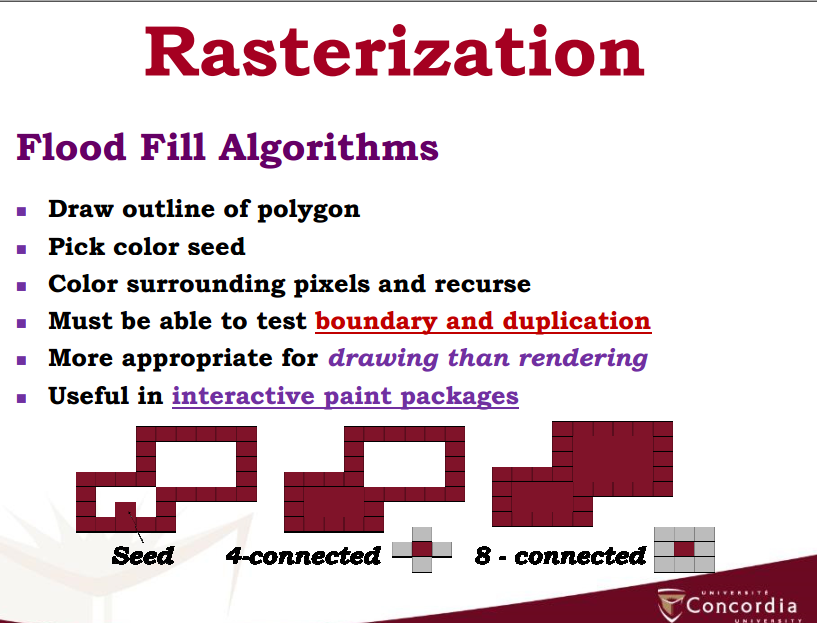 Rasterization
Flood Fill Algorithms
Draw outline of polygon
Pick color seed
Color surrounding pixels and recurse
Must be able to test boundary and duplication
More appropriate for drawing than rendering
Useful in interactive paint packages
Seed 4-connected 8 - connected
UNIVERSITÉ
Concordia
UNIVERSITY